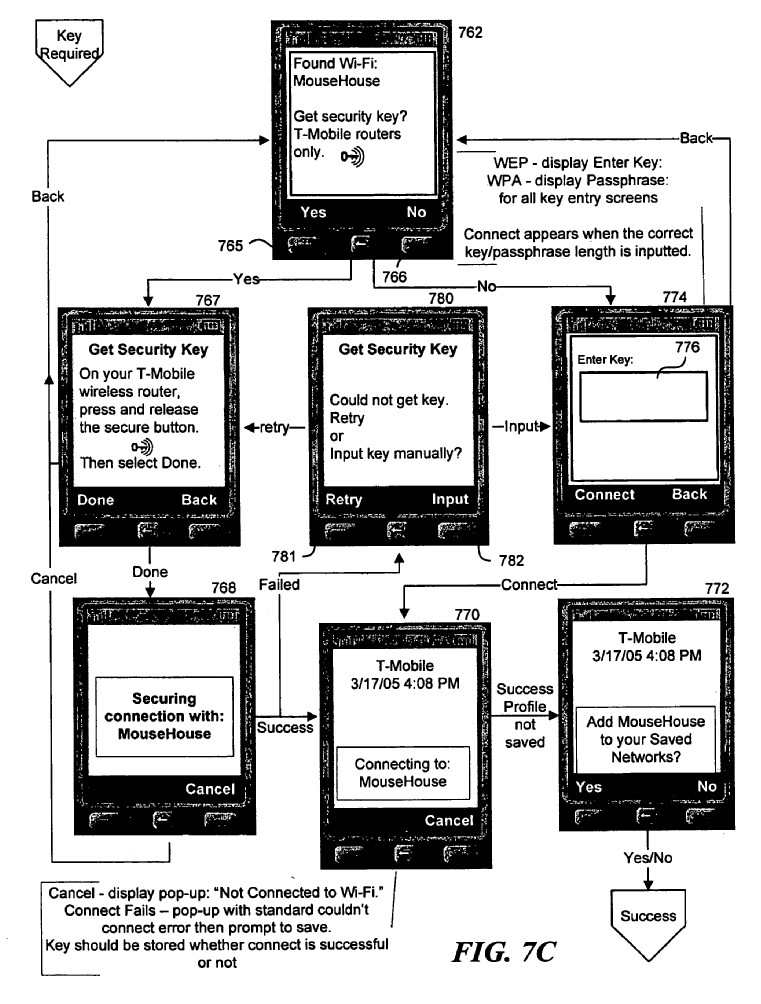 Key
Required
762
Found Wi-Fi:
MouseHouse
Get security key?
T-Mobile routers
only.
Yes No
765
766
Back
Back
WEP - display Enter Key:
WPA - display Passphrase:
for all key entry screens
Connect appears when the correct
key/passphrase length is inputted.
Yes
No
767
Get Security Key
On your T-Mobile
wireless router,
press and release
the secure button.
Then select Done.
Done Back
780
Get Security Key
Could not get key.
Retry
or
Input key manually?
Retry Input
781
782
retry
Input
774
Enter Key:
776
Connect Back
Cancel
Done
Failed
Connect
768
Securing
connection with:
MouseHouse
Cancel
Success
770
T-Mobile
3/17/05 4:08 PM
Connecting to:
MouseHouse
Cancel
Success
Profile
not
saved
772
T-Mobile
3/17/05 4:08 PM
Add MouseHouse
to your Saved
Networks?
Yes No
Yes/No
Success
Cancel - display pop-up: “Not Connected to Wi-Fi.”
Connect Fails – pop-up with standard couldn't
connect error then prompt to save.
Key should be stored whether connect is successful
or not
FIG. 7C